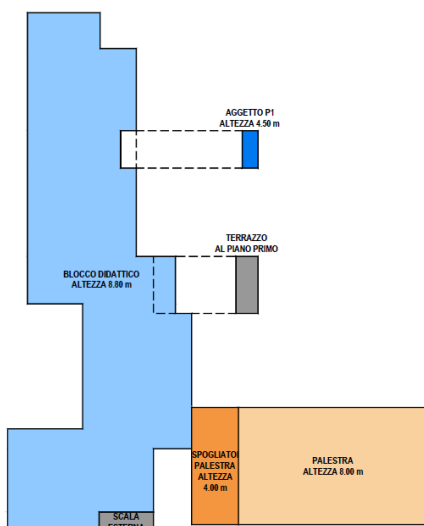 AGGETTO P1
ALTEZZA 4.50 m
TERRAZZO
AL PIANO PRIMO
BLOCCO DIDATTICO
ALTEZZA 8.80 m
SPOGLIATOI
PALESTRA
ALTEZZA
4.00 m
PALESTRA
ALTEZZA 8.00 m
SCALA
ESTERNA